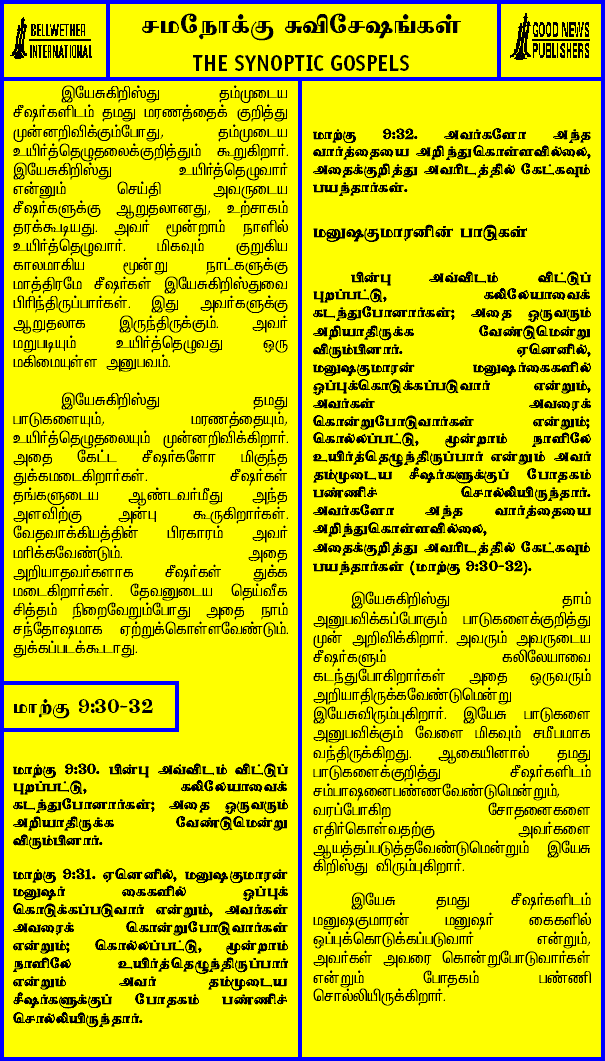 BELLWETHER
INTERNATIONAL
சமநோக்கு சுவிசேஷங்கள்
THE SYNOPTIC GOSPELS
GOOD NEWS
PUBLISHERS
இயேசுகிறிஸ்து தம்முடைய
சீஷர்களிடம் தமது மரணத்தைக் குறித்து
முன்னறிவிக்கும்போது, தம்முடைய
உயிர்த்தெழுதலைக்குறித்தும் கூறுகிறார்.
இயேசுகிறிஸ்து உயிர்த்தெழுவார்
என்னும் செய்தி அவருடைய
சீஷர்களுக்கு ஆறுதலானது, உற்சாகம்
தரக்கூடியது. அவர் மூன்றாம் நாளில்
உயிர்த்தெழுவார். மிகவும் குறுகிய
காலமாகிய மூன்று நாட்களுக்கு
மாத்திரமே சீஷர்கள் இயேசுகிறிஸ்துவை
பிரிந்திருப்பார்கள். இது அவர்களுக்கு
ஆறுதலாக இருந்திருக்கும். அவர்
மறுபடியும் உயிர்த்தெழுவது ஒரு
மகிமையுள்ள அனுபவம்.
இயேசுகிறிஸ்து தமது
பாடுகளையும், மரணத்தையும்,
உயிர்த்தெழுதலையும் முன்னறிவிக்கிறார்.
அதை கேட்ட சீஷர்களோ மிகுந்த
துக்கமடைகிறார்கள். சீஷர்கள்
தங்களுடைய ஆண்டவர்மீது அந்த
அளவிற்கு அன்பு கூருகிறார்கள்.
வேதவாக்கியத்தின் பிரகாரம் அவர்
மரிக்கவேண்டும். அதை
அறியாதவர்களாக சீஷர்கள் துக்க
மடைகிறார்கள். தேவனுடைய தெய்வீக
சித்தம் நிறைவேறும்போது அதை நாம்
சந்தோஷமாக ஏற்றுக்கொள்ளவேண்டும்.
துக்கப்படக்கூடாது.
மாற்கு 9:30-32
மாற்கு 9:30. பின்பு அவ்விடம் விட்டுப்
புறப்பட்டு, கலிலேயாவைக்
கடந்துபோனார்கள்; அதை ஒருவரும்
அறியாதிருக்க வேண்டுமென்று
விரும்பினார்.
மாற்கு 9:31. ஏனெனில், மனுஷகுமாரன்
மனுஷர் கைகளில் ஒப்புக்
கொடுக்கப்படுவார் என்றும், அவர்கள்
அவரைக் கொன்றுபோடுவார்கள்
என்றும்; கொல்லப்பட்டு, மூன்றாம்
நாளிலே உயிர்த்தெழுந்திருப்பார்
என்றும் அவர் தம்முடைய
சீஷர்களுக்குப் போதகம் பண்ணிச்
சொல்லியிருந்தார்.
மாற்கு 9:32. அவர்களோ அந்த
வார்த்தையை அறிந்துகொள்ளவில்லை,
அதைக்குறித்து அவரிடத்தில் கேட்கவும்
பயந்தார்கள்.
மனுஷகுமாரனின் பாடுகள்
பின்பு அவ்விடம் விட்டுப்
புறப்பட்டு, கலிலேயாவைக்
கடந்துபோனார்கள்; அதை ஒருவரும்
அறியாதிருக்க வேண்டுமென்று
விரும்பினார். ஏனெனில்,
மனுஷகுமாரன் மனுஷர்கைகளில்
ஒப்புக்கொடுக்கப்படுவார் என்றும்,
அவர்கள் அவரைக்
கொன்றுபோடுவார்கள் என்றும்;
கொல்லப்பட்டு, மூன்றாம் நாளிலே
உயிர்த்தெழுந்திருப்பார் என்றும் அவர்
தம்முடைய சீஷர்களுக்குப் போதகம்
பண்ணிச் சொல்லியிருந்தார்.
அவர்களோ அந்த வார்த்தையை
அறிந்துகொள்ளவில்லை,
அதைக்குறித்து அவரிடத்தில் கேட்கவும்
பயந்தார்கள் (மாற்கு 9:30-32).
இயேசுகிறிஸ்து தாம்
அனுபவிக்கப்போகும் பாடுகளைக்குறித்து
முன் அறிவிக்கிறார். அவரும் அவருடைய
சீஷர்களும் கலிலேயாவை
கடந்துபோகிறார்கள் அதை ஒருவரும்
அறியாதிருக்கவேண்டுமென்று
இயேசுவிரும்புகிறார். இயேசு பாடுகளை
அனுபவிக்கும் வேளை மிகவும் சமீபமாக
வந்திருக்கிறது. ஆகையினால் தமது
பாடுகளைக்குறித்து சீஷர்களிடம்
சம்பாஷனைபண்ணவேண்டுமென்றும்,
வரப்போகிற சோதனைகளை
எதிர்கொள்வதற்கு அவர்களை
ஆயத்தப்படுத்தவேண்டுமென்றும் இயேசு
கிறிஸ்து விரும்புகிறார்.
இயேசு தமது சீஷர்களிடம்
மனுஷகுமாரன் மனுஷர் கைகளில்
ஒப்புக்கொடுக்கப்படுவார் என்றும்,
அவர்கள் அவரை கொன்றுபோடுவார்கள்
என்றும் போதகம் பண்ணி
சொல்லியிருக்கிறார்.